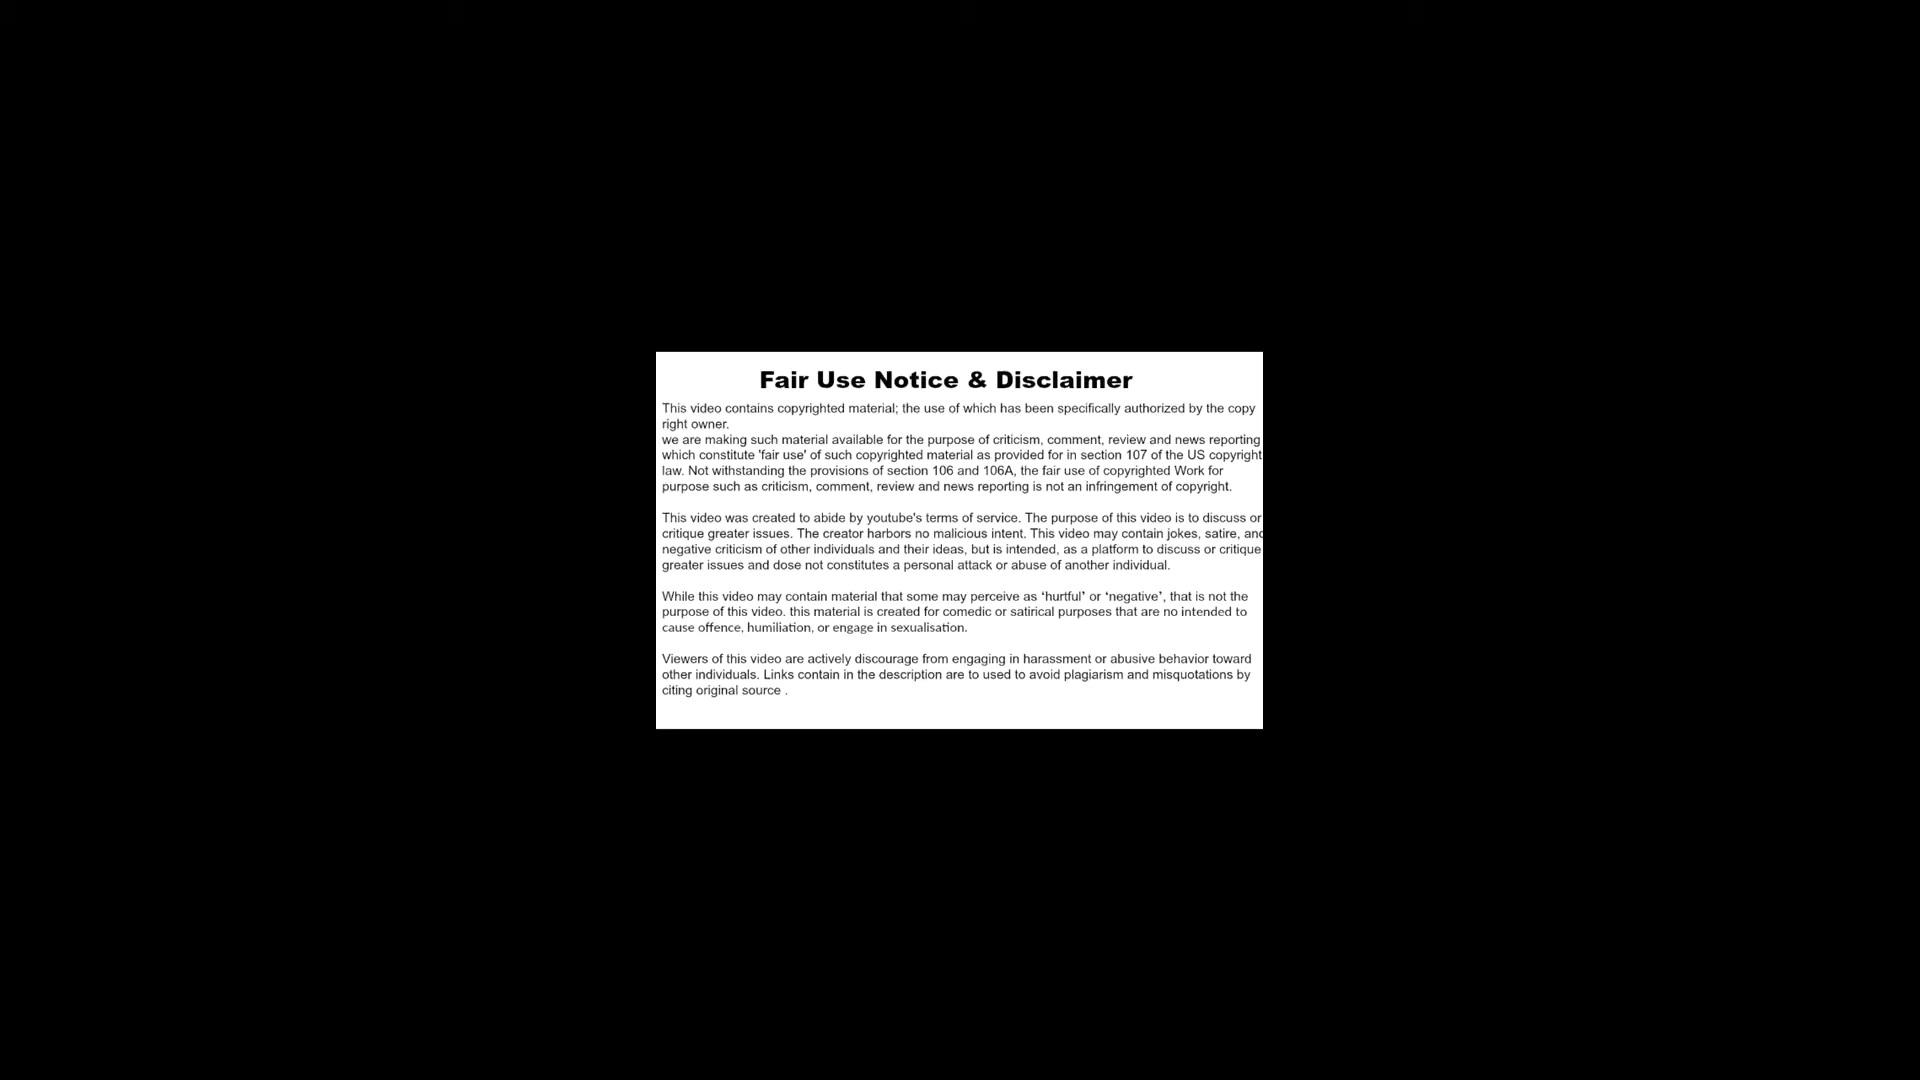 Fair Use Notice & Disclaimer
This video contains copyrighted material; the use of which has been specifically authorized by the copy
right owner.
we are making such material available for the purpose of criticism, comment, review and news reporting
which constitute 'fair use' of such copyrighted material as provided for in section 107 of the US copyright
law. Not withstanding the provisions of section 106 and 106A, the fair use of copyrighted Work for
purpose such as criticism, comment, review and news reporting is not an infringement of copyright.
This video was created to abide by youtube's terms of service. The purpose of this video is to discuss or
critique greater issues. The creator harbors no malicious intent. This video may contain jokes, satire, and
negative criticism of other individuals and their ideas, but is intended, as a platform to discuss or critique
greater issues and dose not constitutes a personal attack or abuse of another individual.
While this video may contain material that some may perceive as ‘hurtful’ or ‘negative’, that is not the
purpose of this video. this material is created for comedic or satirical purposes that are no intended to
cause offence, humiliation, or engage in sexualisation.
Viewers of this video are actively discourage from engaging in harassment or abusive behavior toward
other individuals. Links contain in the description are to used to avoid plagiarism and misquotations by
citing original source .